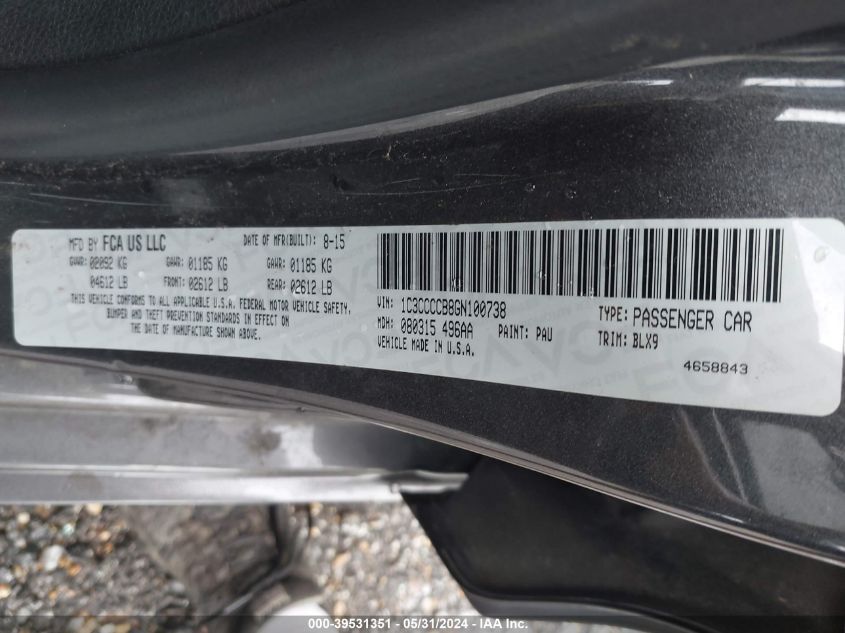 MFD BY FCA US LLC DATE OF MFR(BUILT): 8-15
GVWR: 02092 KG GAWR: 01185 KG GAWR: 01185 KG
04612 LB FRONT: 02612 LB REAR: 02612 LB
THIS VEHICLE CONFORMS TO ALL APPLICABLE U.S.A. FEDERAL MOTOR VEHICLE SAFETY,
BUMPER AND THEFT PREVENTION STANDARDS IN EFFECT ON
THE DATE OF MANUFACTURE SHOWN ABOVE.
VIN: 1C3CCCCB8GN100738 TYPE: PASSENGER CAR
MDH: 080315 496AA PAINT: PAU TRIM: BLX9
VEHICLE MADE IN U.S.A.
4658843
000-39531351 - 05/31/2024 - IAA Inc.